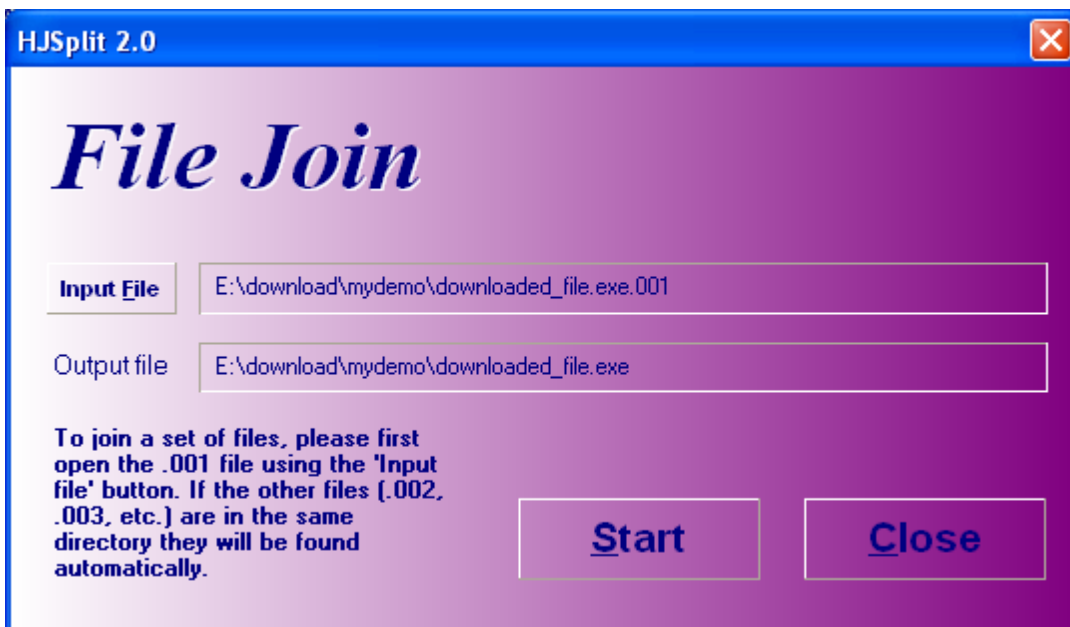 HJSplit 2.0
File Join
Input File
E:\download\mydemo\downloaded_file.exe.001
Output file
E:\download\mydemo\downloaded_file.exe
To join a set of files, please first
open the .001 file using the 'Input
file' button. If the other files (.002,
.003, etc.) are in the same
directory they will be found
automatically.
Start
Close